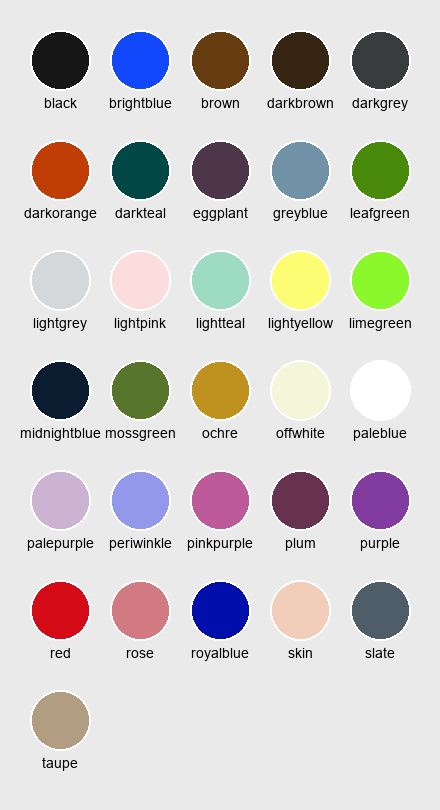 black brightblue brown darkbrown darkgrey
darkorange darkteal eggplant greyblue leafgreen
lightgrey lightpink lightteal lightyellow limegreen
midnightblue mossgreen ochre offwhite paleblue
palepurple periwinkle pinkpurple plum purple
red rose royalblue skin slate
taupe